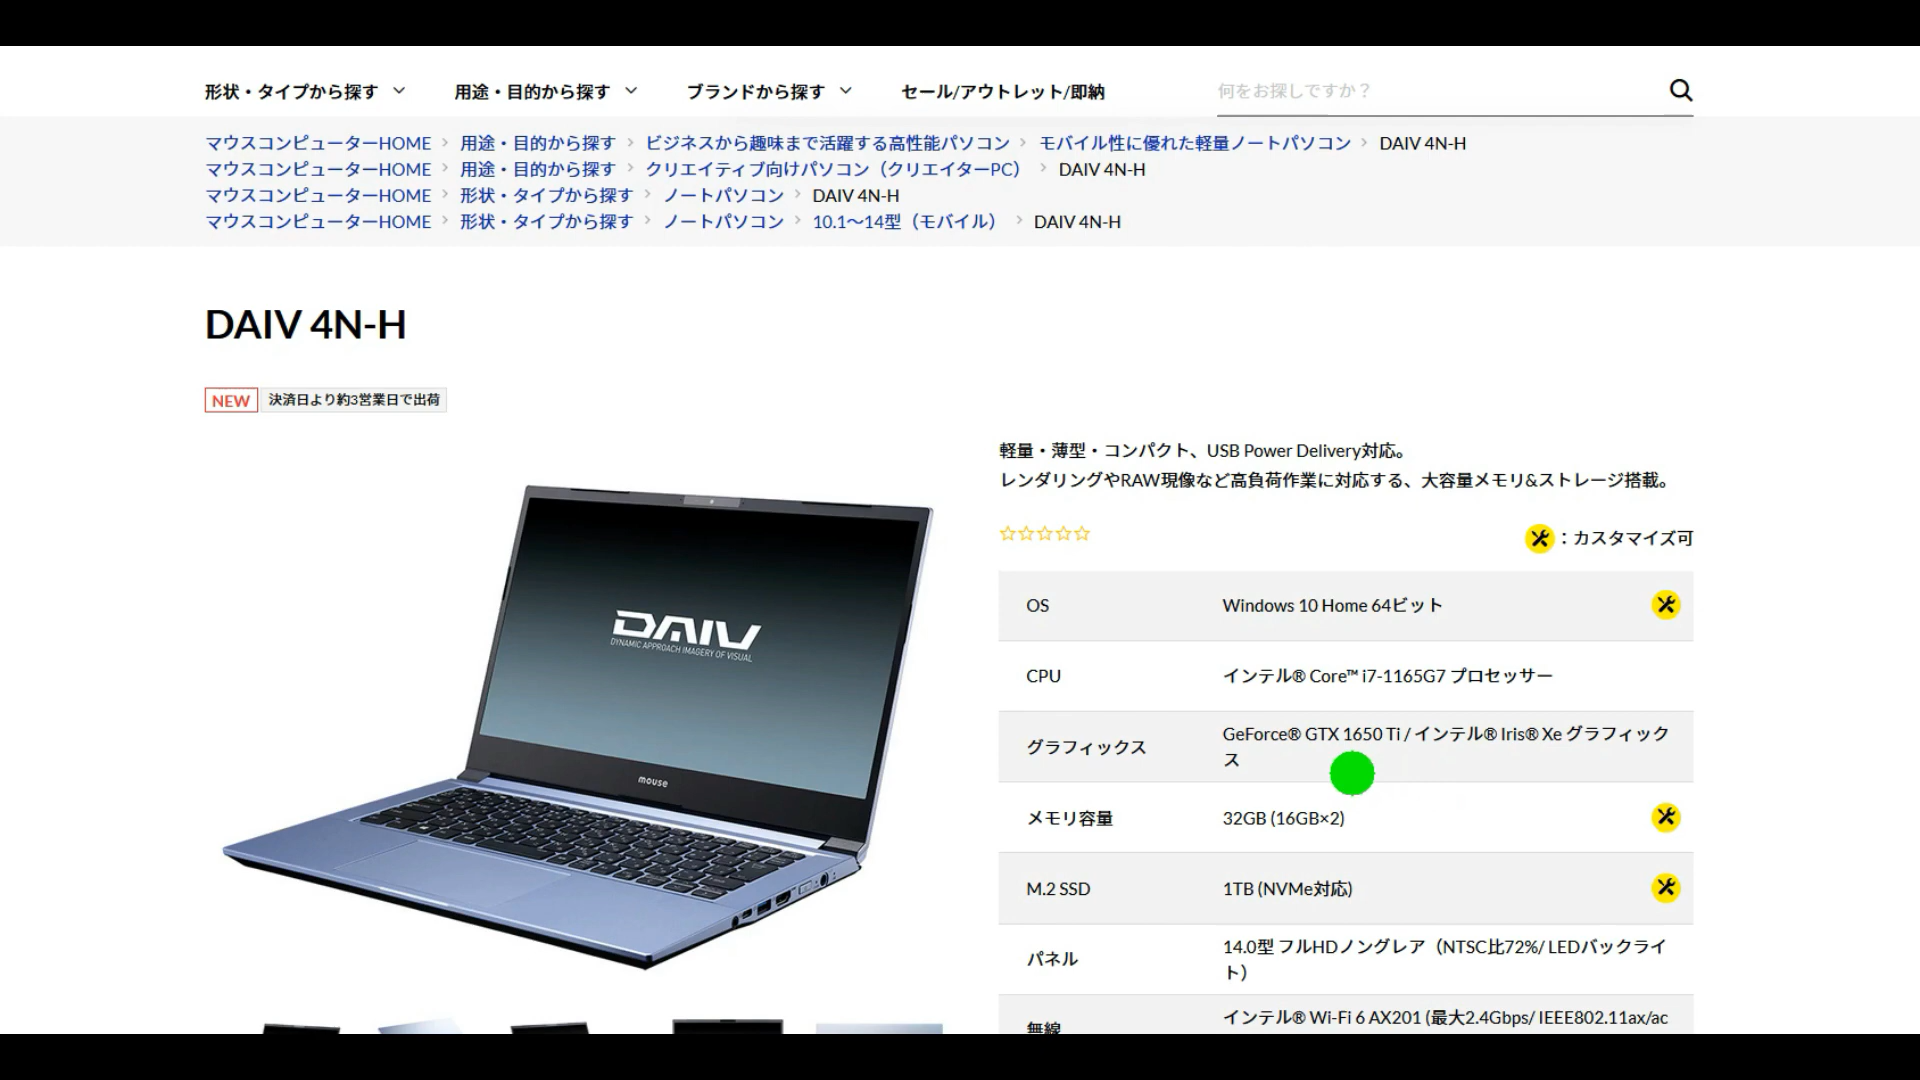 形状・タイプから探す 用途・目的から探す ブランドから探す セール/アウトレット/即納 何をお探しですか？
マウスコンピューターHOME > 用途・目的から探す > ビジネスから趣味まで活躍する高性能パソコン > モバイル性に優れた軽量ノートパソコン > DAIV 4N-H
マウスコンピューターHOME > 用途・目的から探す > クリエイティブ向けパソコン（クリエイターPC） > DAIV 4N-H
マウスコンピューターHOME > 形状・タイプから探す > ノートパソコン > DAIV 4N-H
マウスコンピューターHOME > 形状・タイプから探す > ノートパソコン > 10.1～14型（モバイル） > DAIV 4N-H
DAIV 4N-H
NEW 決済日より約3営業日で出荷
DAIV
DYNAMIC APPROACH IMAGERY OF VISUAL
mouse
軽量・薄型・コンパクト、USB Power Delivery対応。
レンダリングやRAW現像など高負荷作業に対応する、大容量メモリ&ストレージ搭載。
☆☆☆☆☆ ：カスタマイズ可
OS Windows 10 Home 64ビット
CPU インテル® Core™ i7-1165G7 プロセッサー
グラフィックス GeForce® GTX 1650 Ti / インテル® Iris® Xe グラフィック
ス
メモリ容量 32GB (16GB×2)
M.2 SSD 1TB (NVMe対応)
パネル 14.0型 フルHDノングレア（NTSC比72%/ LEDバックライ
ト）
無線 インテル® Wi-Fi 6 AX201 (最大2.4Gbps/ IEEE802.11ax/ac